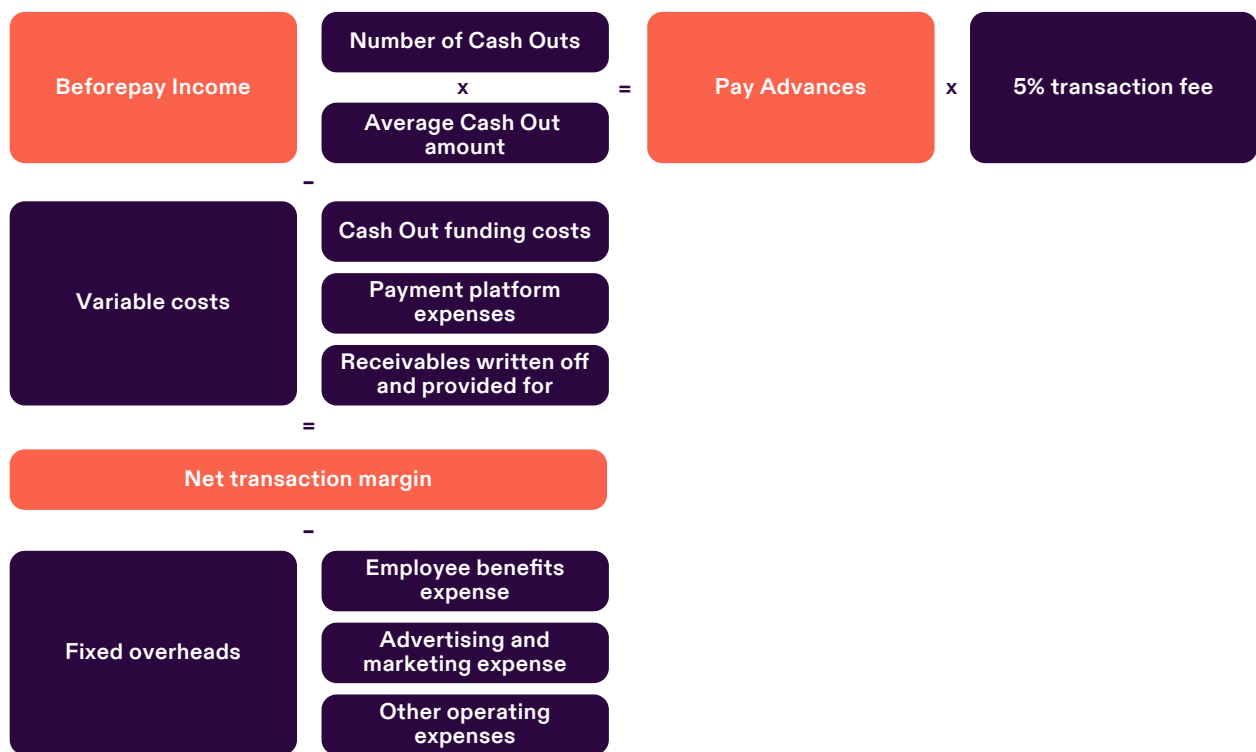 Beforepay Income
Number of Cash Outs
x
Average Cash Out
amount
=
Pay Advances
x
5% transaction fee
–
Variable costs
Cash Out funding costs
Payment platform
expenses
Receivables written off
and provided for
=
Net transaction margin
–
Fixed overheads
Employee benefits
expense
Advertising and
marketing expense
Other operating
expenses